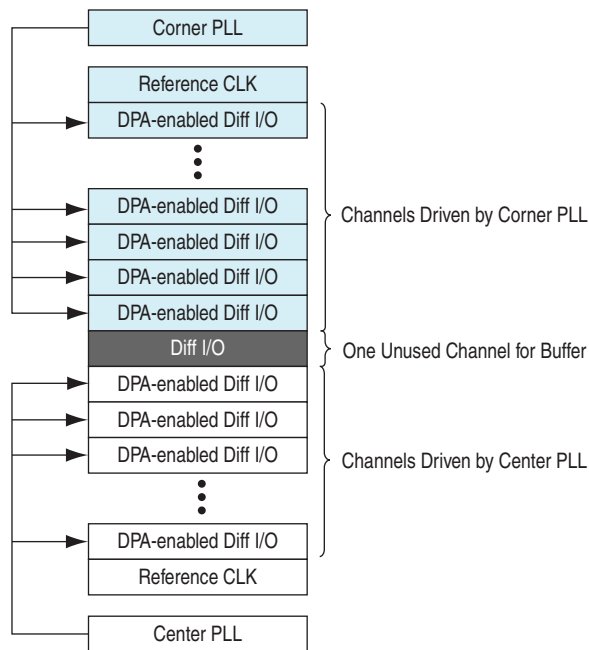 Corner PLL
Reference CLK
DPA-enabled Diff I/O
DPA-enabled Diff I/O
DPA-enabled Diff I/O
Channels Driven by Corner PLL
DPA-enabled Diff I/O
DPA-enabled Diff I/O
Diff I/O
One Unused Channel for Buffer
DPA-enabled Diff I/O
DPA-enabled Diff I/O
DPA-enabled Diff I/O
Channels Driven by Center PLL
DPA-enabled Diff I/O
Reference CLK
Center PLL